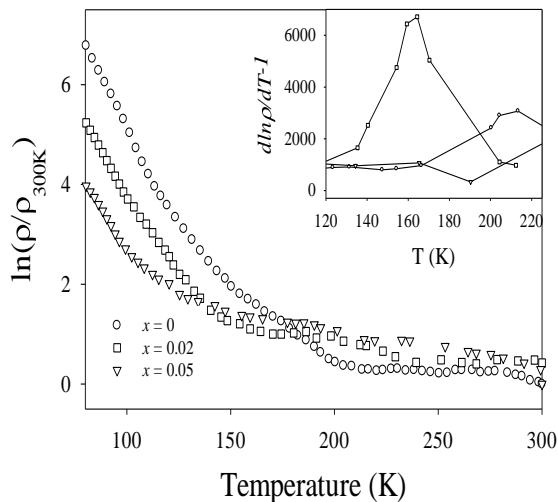 6000
4000
2000
0
dlnρ/dT-1
120 140 160 180 200 220
T (K)
6
4
2
0
ln(ρ/ρ300K)
x = 0
x = 0.02
x = 0.05
100 150 200 250 300
Temperature (K)